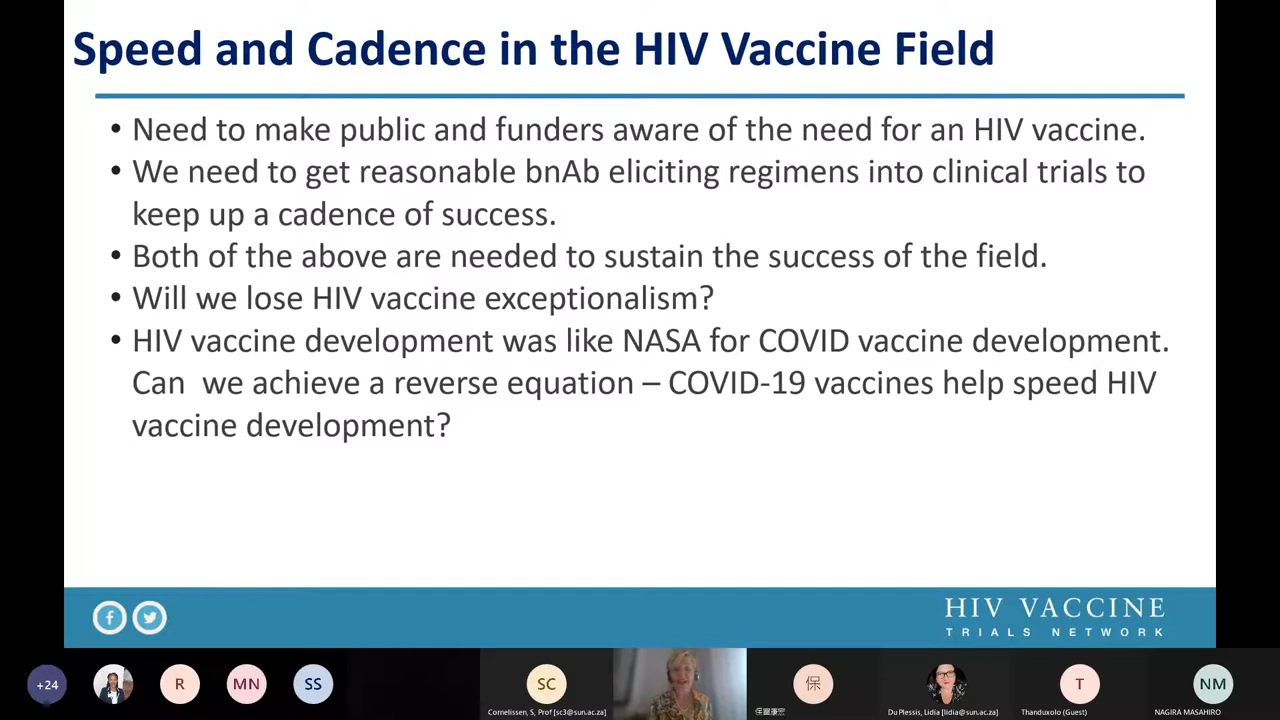 Speed and Cadence in the HIV Vaccine Field
• Need to make public and funders aware of the need for an HIV vaccine.
• We need to get reasonable bnAb eliciting regimens into clinical trials to
keep up a cadence of success.
• Both of the above are needed to sustain the success of the field.
• Will we lose HIV vaccine exceptionalism?
• HIV vaccine development was like NASA for COVID vaccine development.
Can we achieve a reverse equation – COVID-19 vaccines help speed HIV
vaccine development?
HIV VACCINE
TRIALS NETWORK
+24
R
MN
SS
SC
Cornelissen, S, Prof [sc3@sun.ac.za]
保
Du Plessis, Lidia [lidia@sun.ac.za]
T
Thanduxolo (Guest)
NM
NAGIRA MASAHIRO